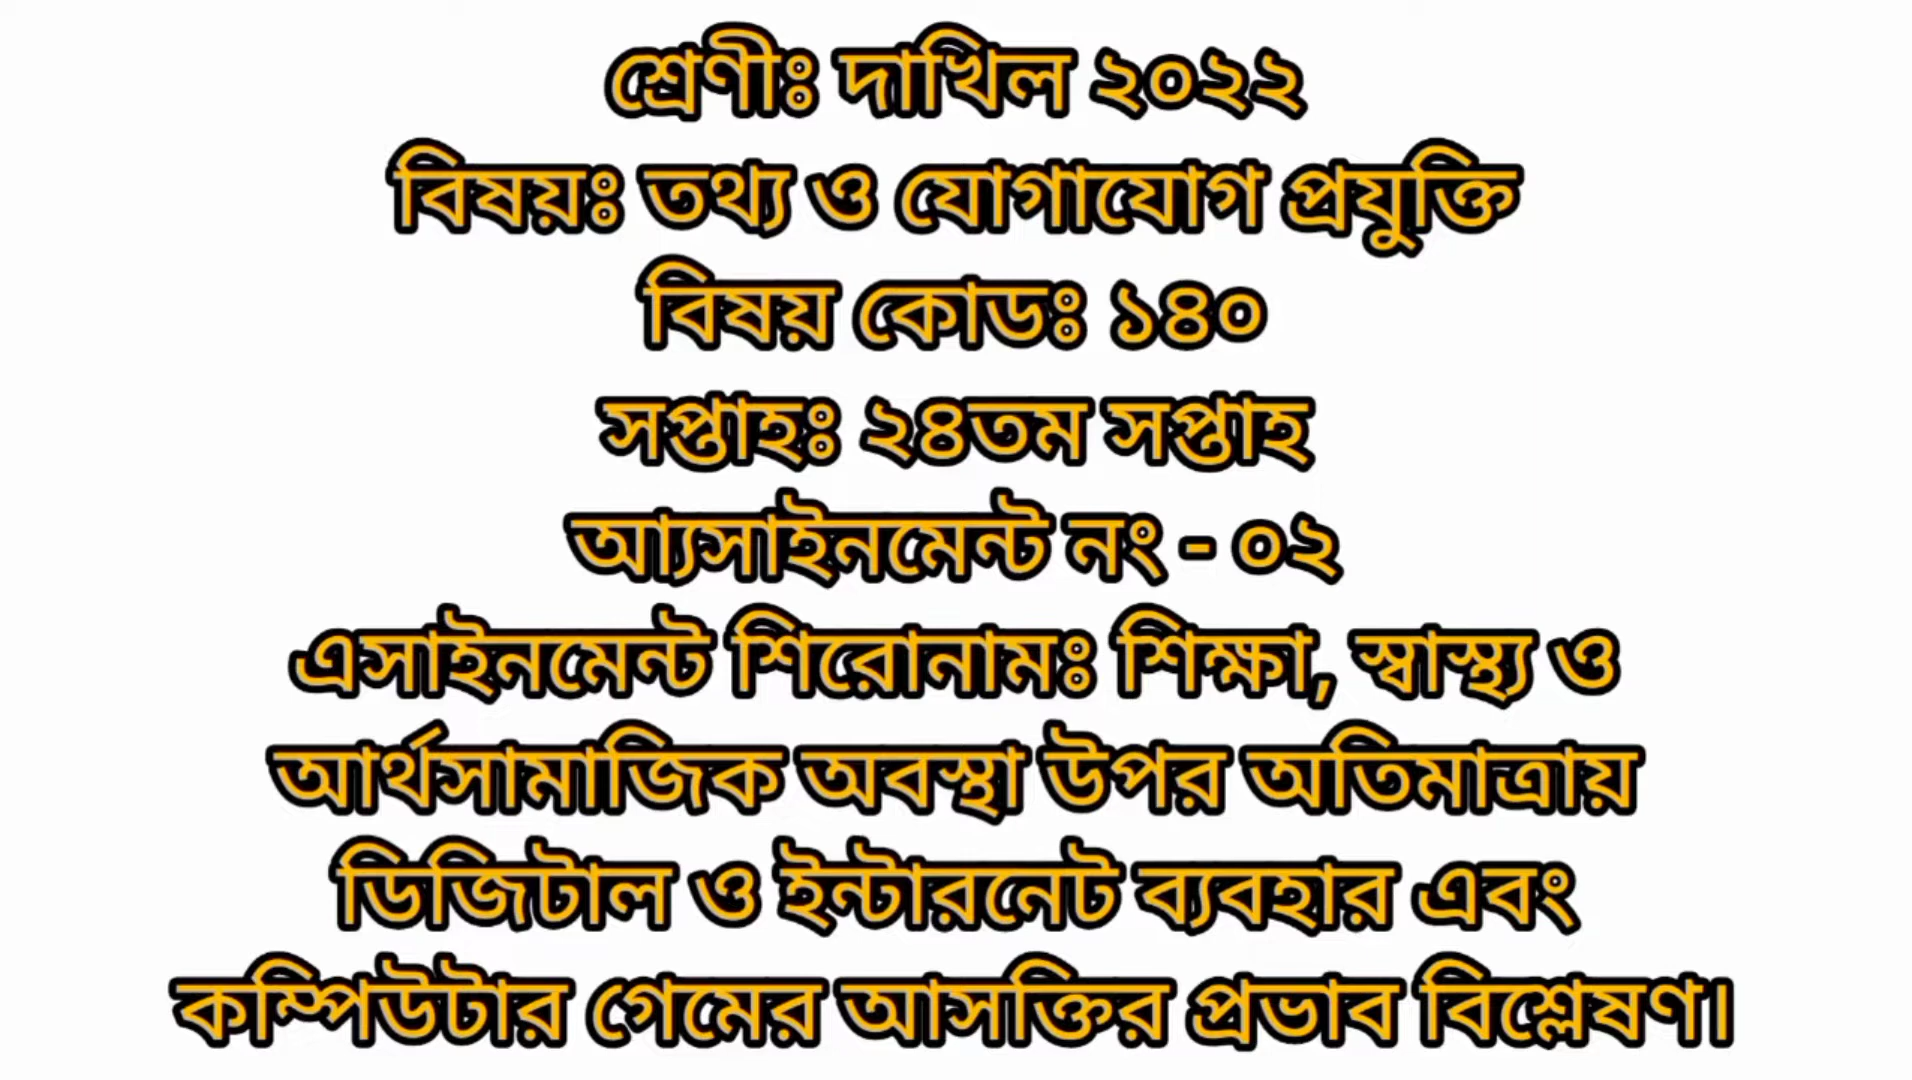 শ্রেণীঃ দাখিল ২০২২
বিষয়ঃ তথ্য ও যোগাযোগ প্রযুক্তি
বিষয় কোডঃ ১৪০
সপ্তাহঃ ২৪তম সপ্তাহ
আ্যসাইনমেন্ট নং - ০২
এসাইনমেন্ট শিরোনামঃ শিক্ষা, স্বাস্থ্য ও
আর্থসামাজিক অবস্থা উপর অতিমাত্রায়
ডিজিটাল ও ইন্টারনেট ব্যবহার এবং
কম্পিউটার গেমের আসক্তির প্রভাব বিশ্লেষণ।